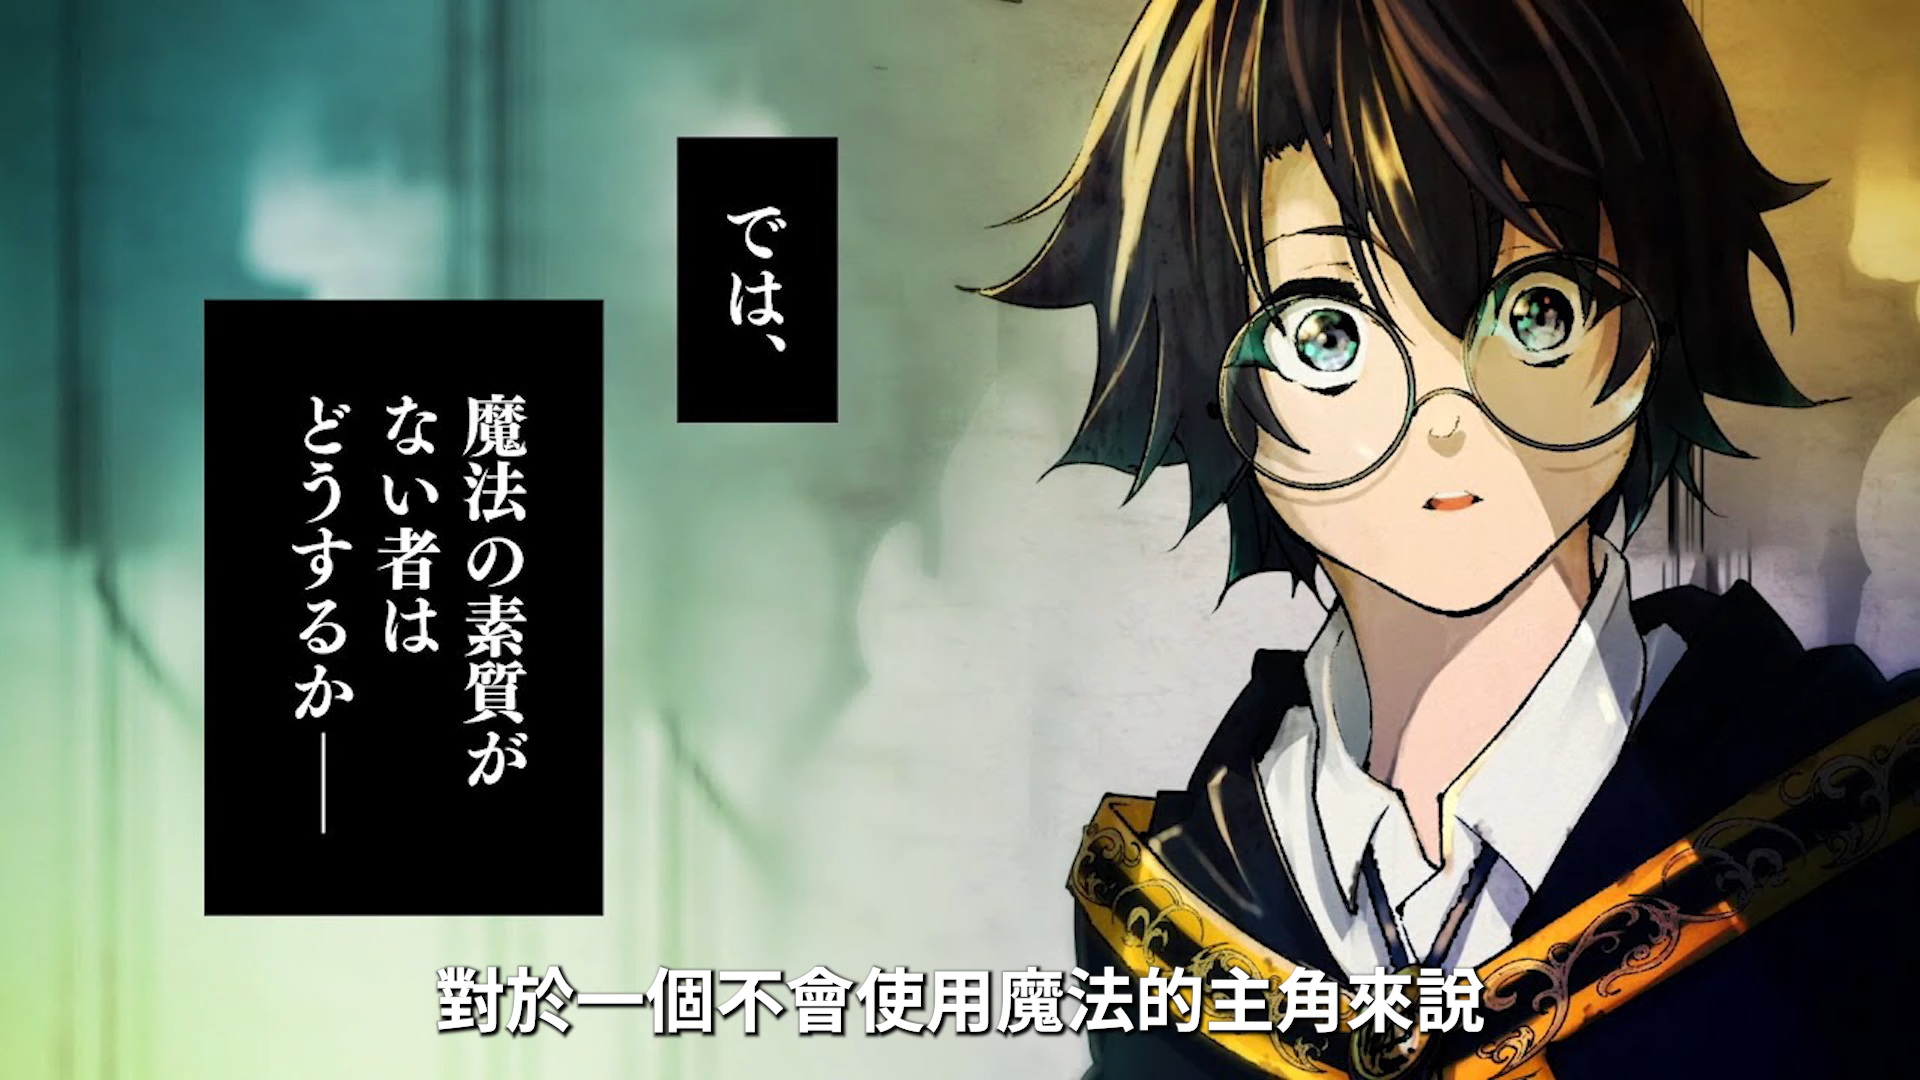 では、
魔法の素質が
ない者は
どうするか──
對於一個不會使用魔法的主角來說